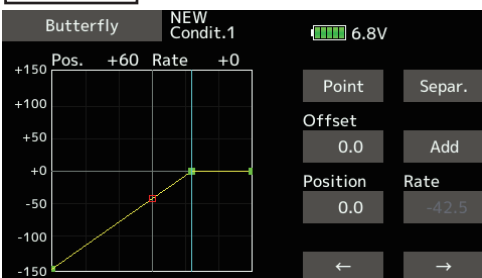 Butterfly
NEW
Condit.1
6.8V
Pos. +60 Rate +0
+150
+100
+50
+0
-50
-100
-150
Point
Separ.
Offset
0.0
Add
Position
Rate
0.0
-42.5
←
→